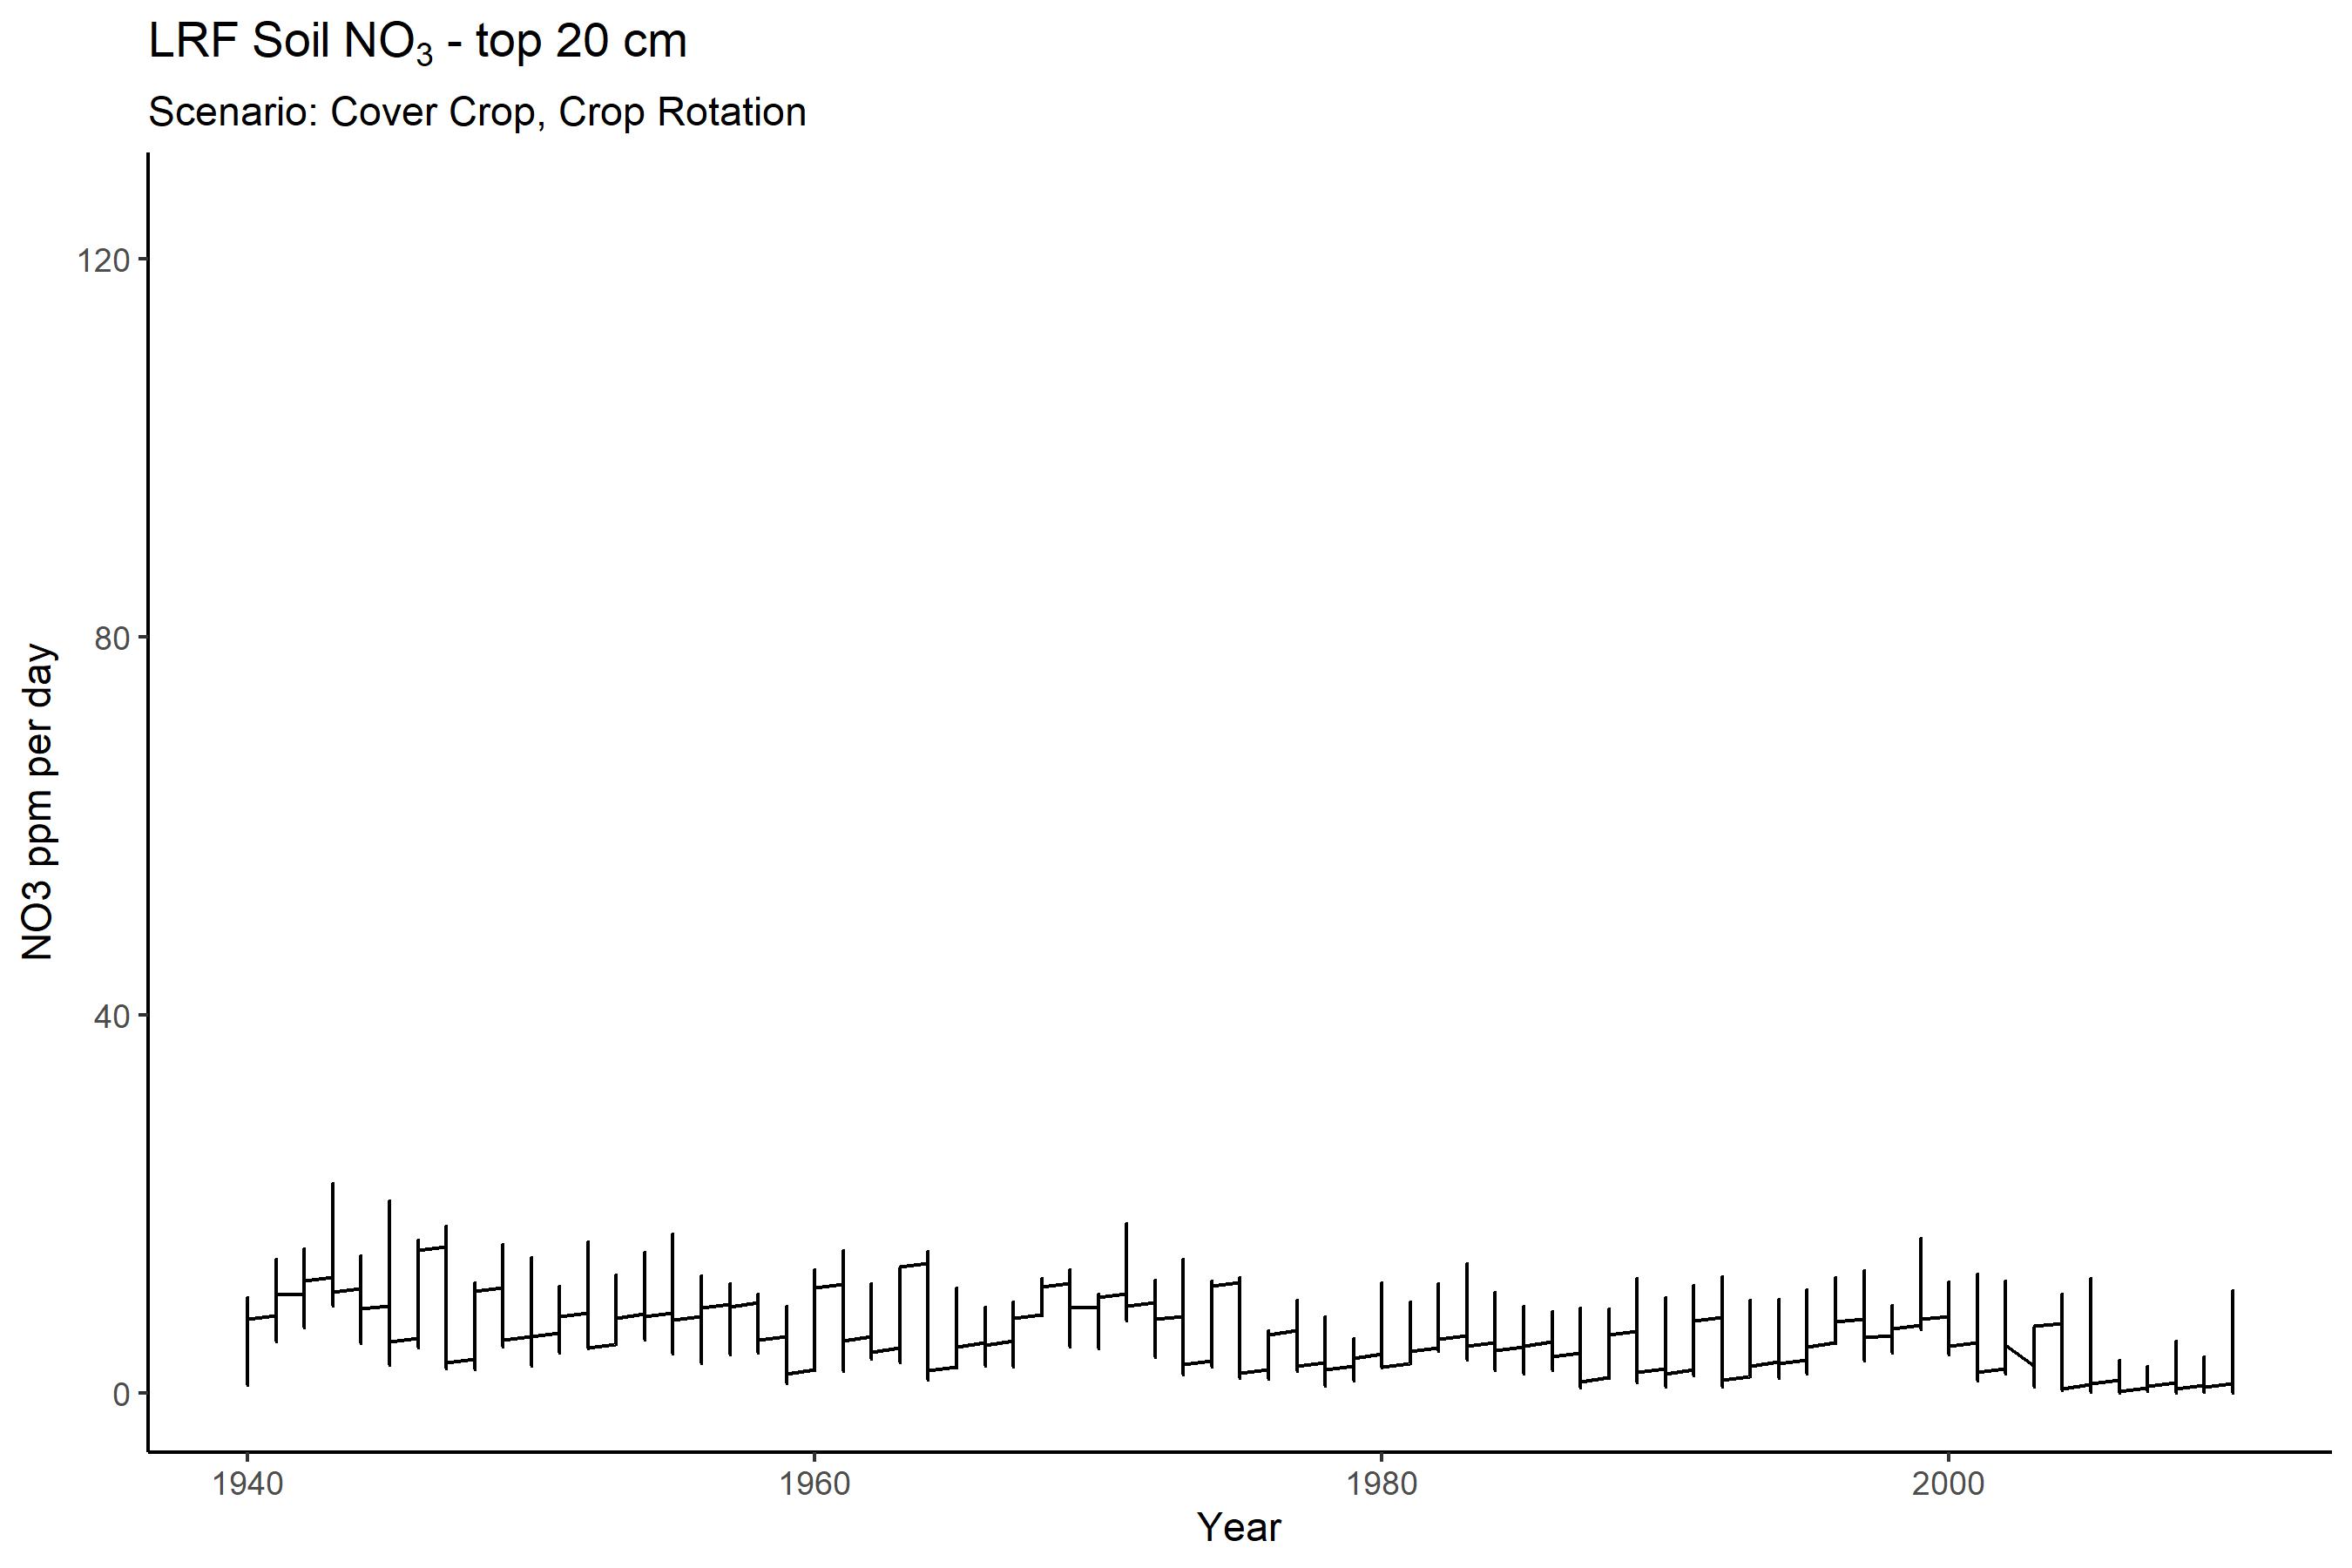 LRF Soil NO₃ - top 20 cm
Scenario: Cover Crop, Crop Rotation
120
80
40
0
NO3 ppm per day
1940 1960 1980 2000
Year